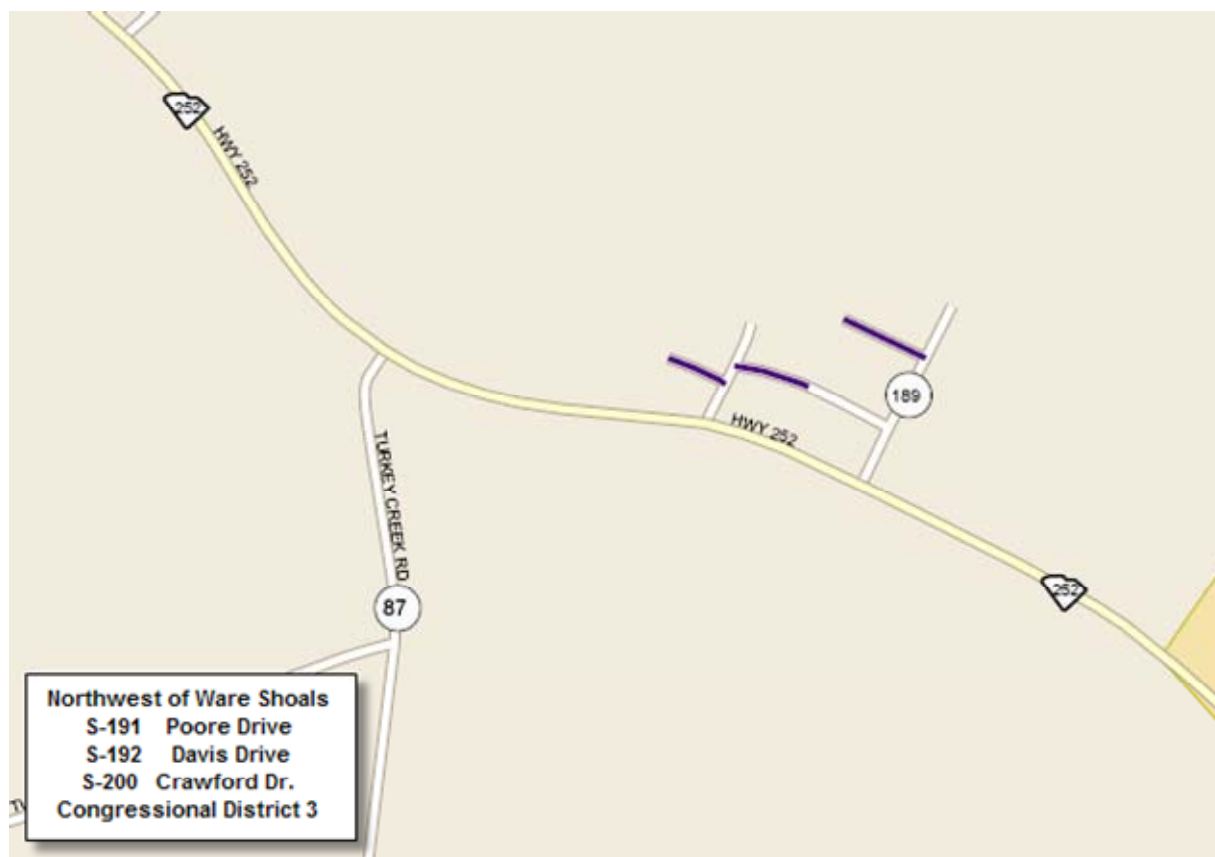 252
HWY 252
189
HWY 252
TURKEY CREEK RD
252
87
Northwest of Ware Shoals
S-191 Poore Drive
S-192 Davis Drive
S-200 Crawford Dr.
Congressional District 3